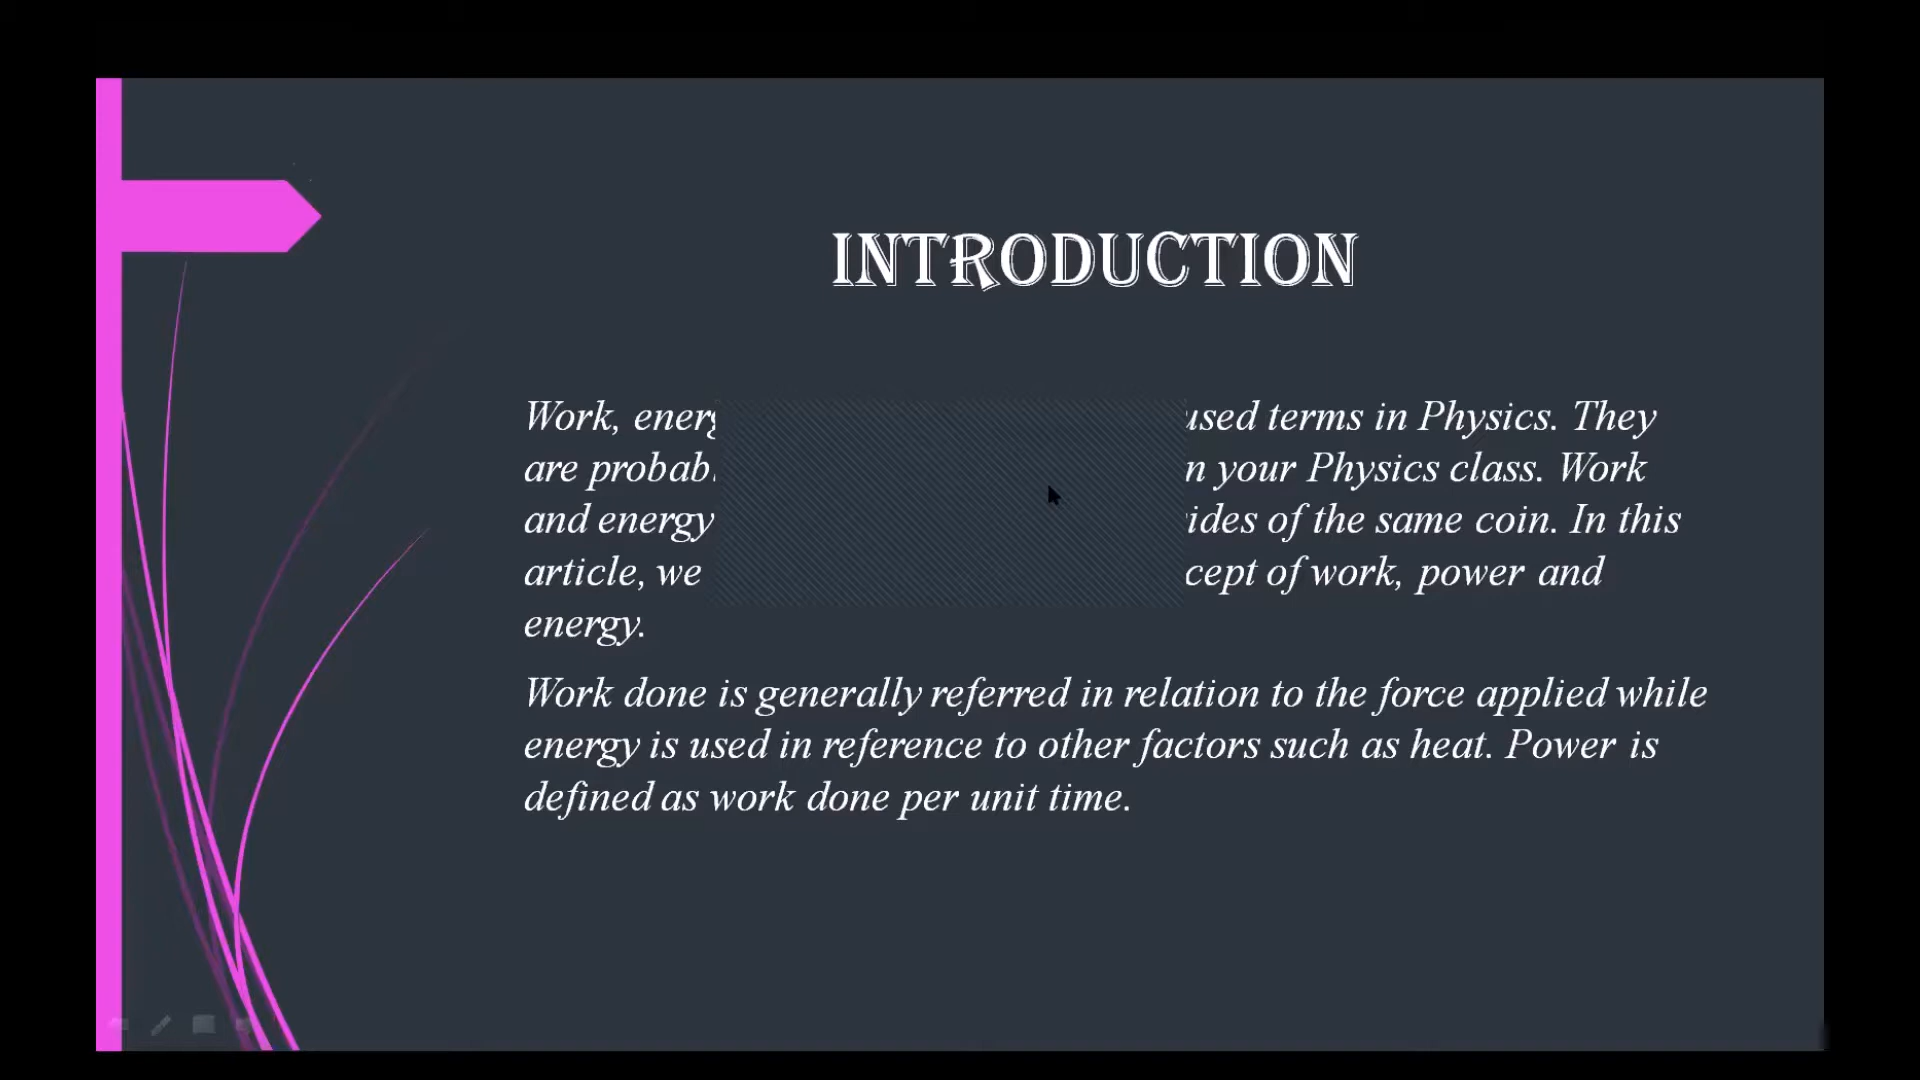 INTRODUCTION
Work, used terms in Physics. They
are your Physics class. Work
and energy of the same coin. In this
article, we of work, power and
energy.
Work done is generally referred in relation to the force applied while
energy is used in reference to other factors such as heat. Power is
defined as work done per unit time.